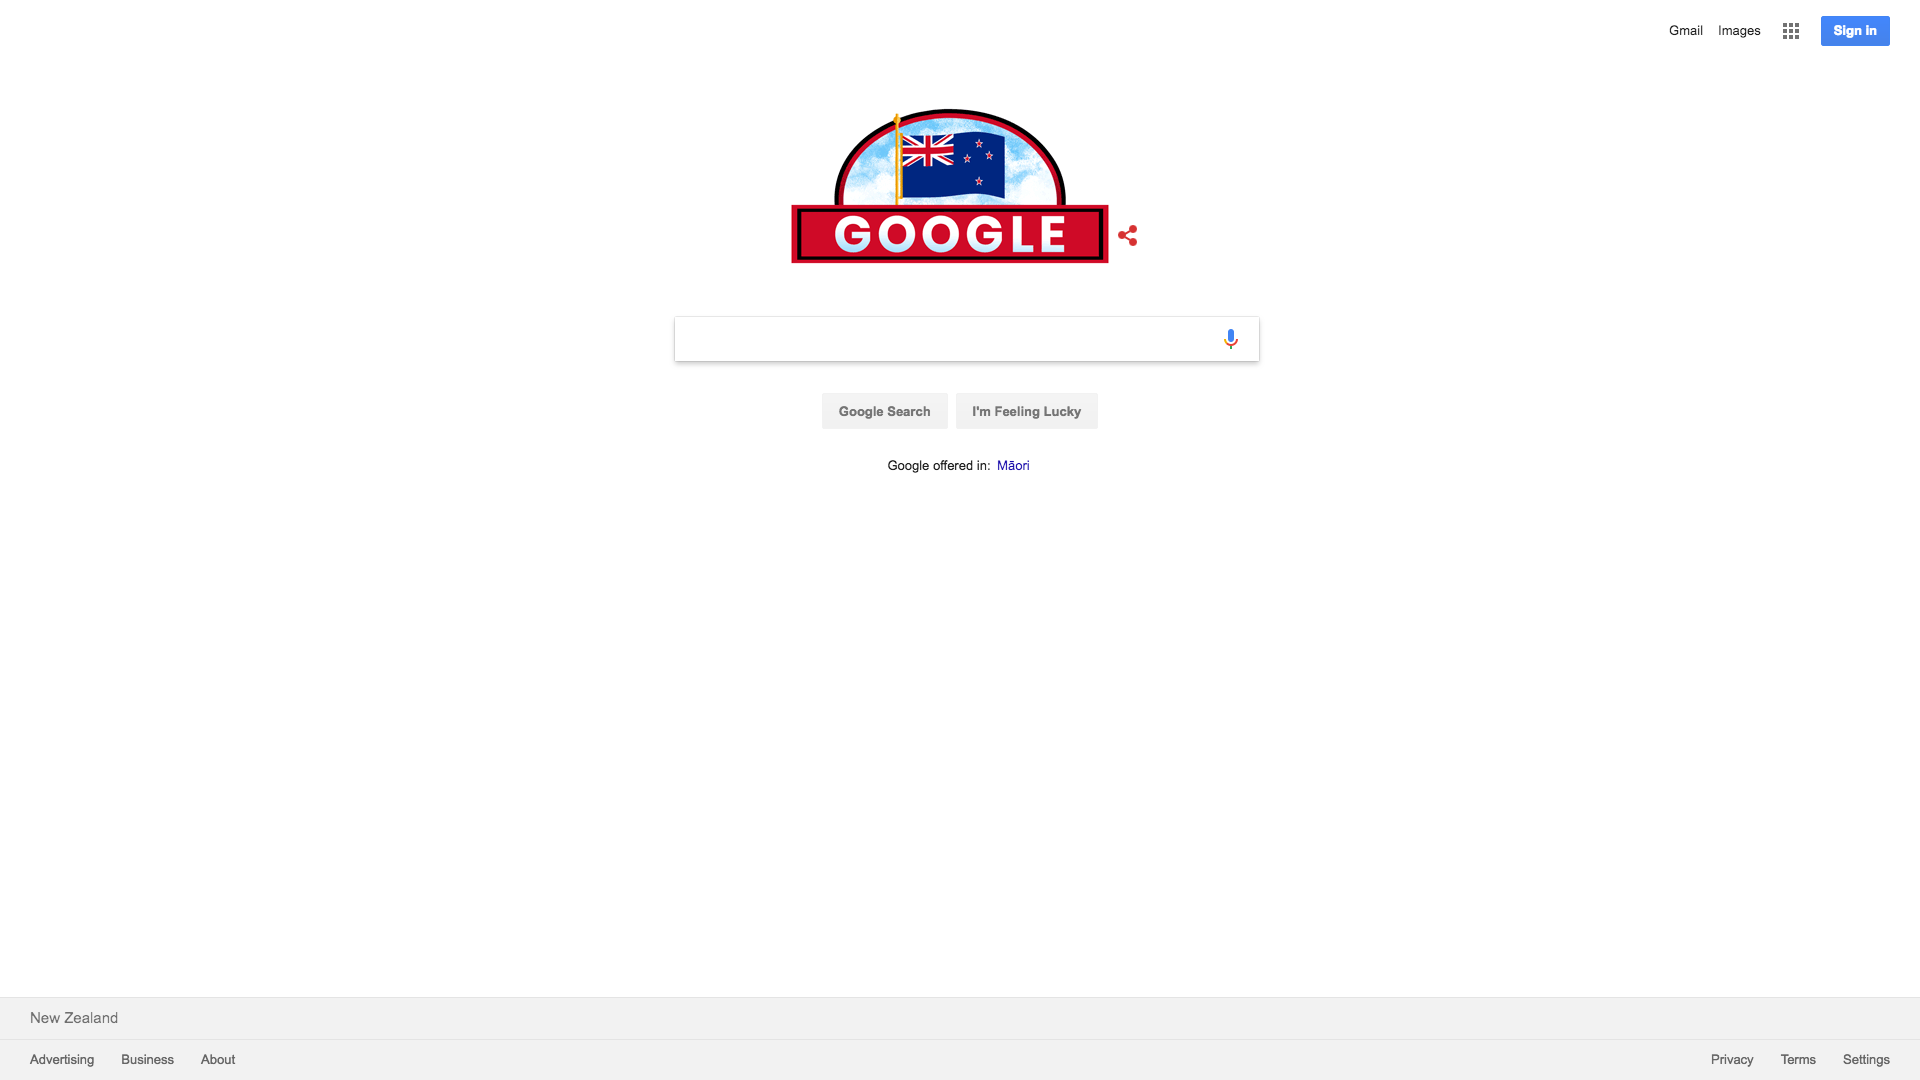 Gmail Images Sign in
GOOGLE
Google Search I'm Feeling Lucky
Google offered in: Māori
New Zealand
Advertising Business About Privacy Terms Settings